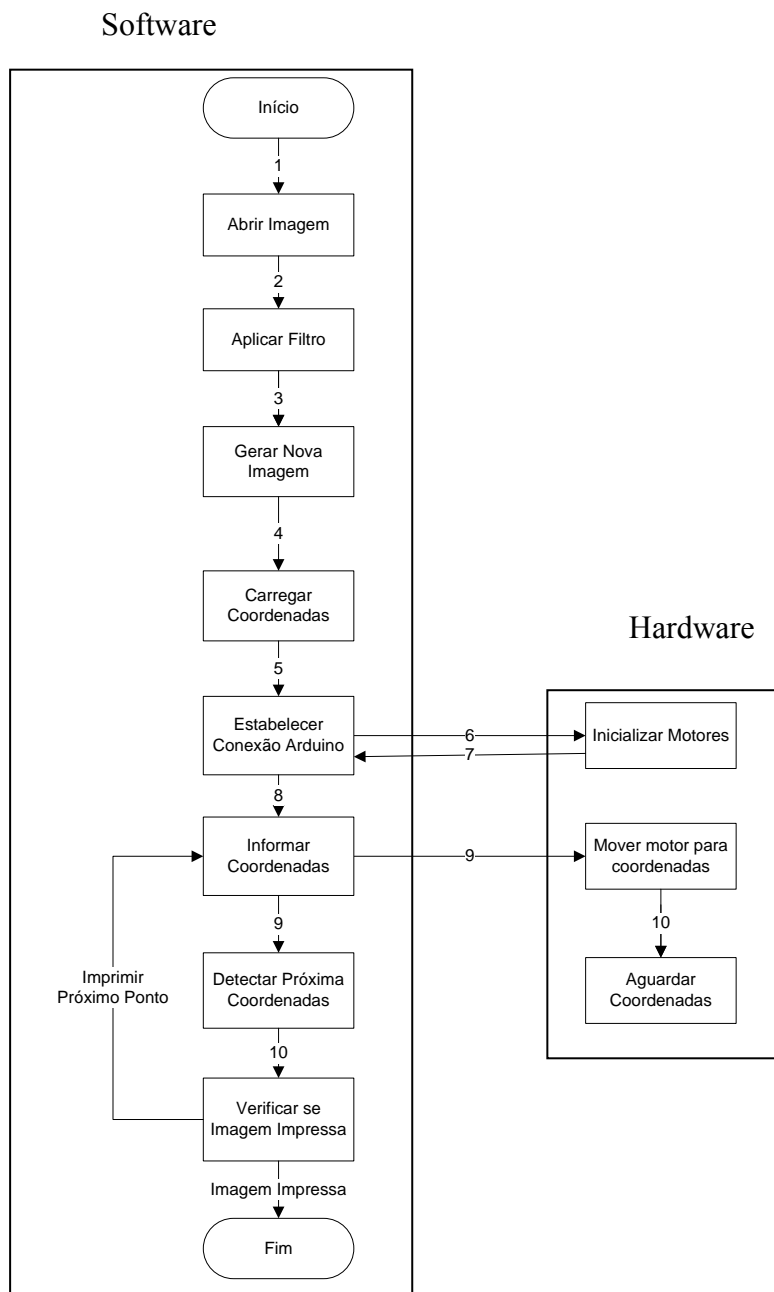 Software
Início
1
Abrir Imagem
2
Aplicar Filtro
3
Gerar Nova
Imagem
4
Carregar
Coordenadas
5
Estabelecer
Conexão Arduino
6
7
8
Informar
Coordenadas
9
9
Detectar Próxima
Coordenadas
10
Verificar se
Imagem Impressa
Imprimir
Próximo Ponto
Imagem Impressa
Fim
Hardware
Inicializar Motores
Mover motor para
coordenadas
10
Aguardar
Coordenadas